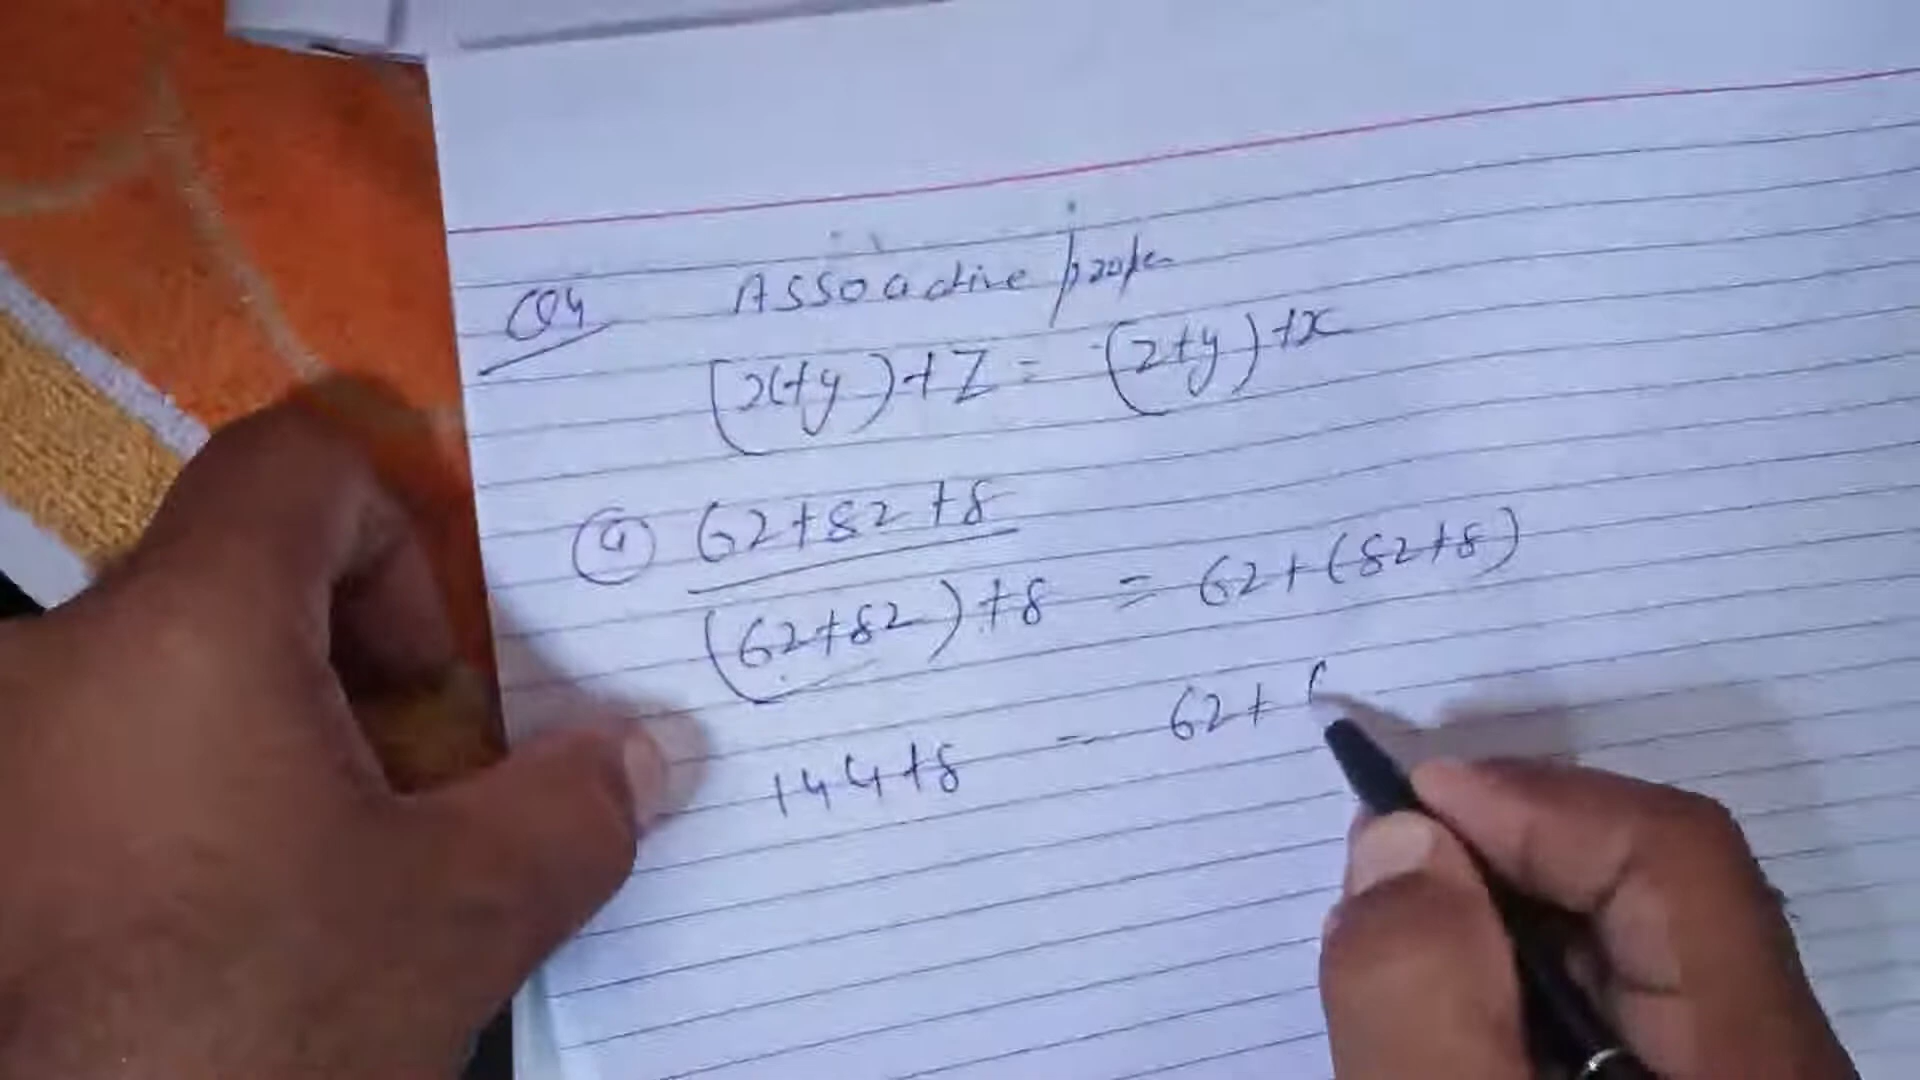 Q4 Assoactive prope
(x+y)+Z = (z+y)+x
a 62+82+8
(62+82)+8 = 62+(82+8)
144+8 = 62+